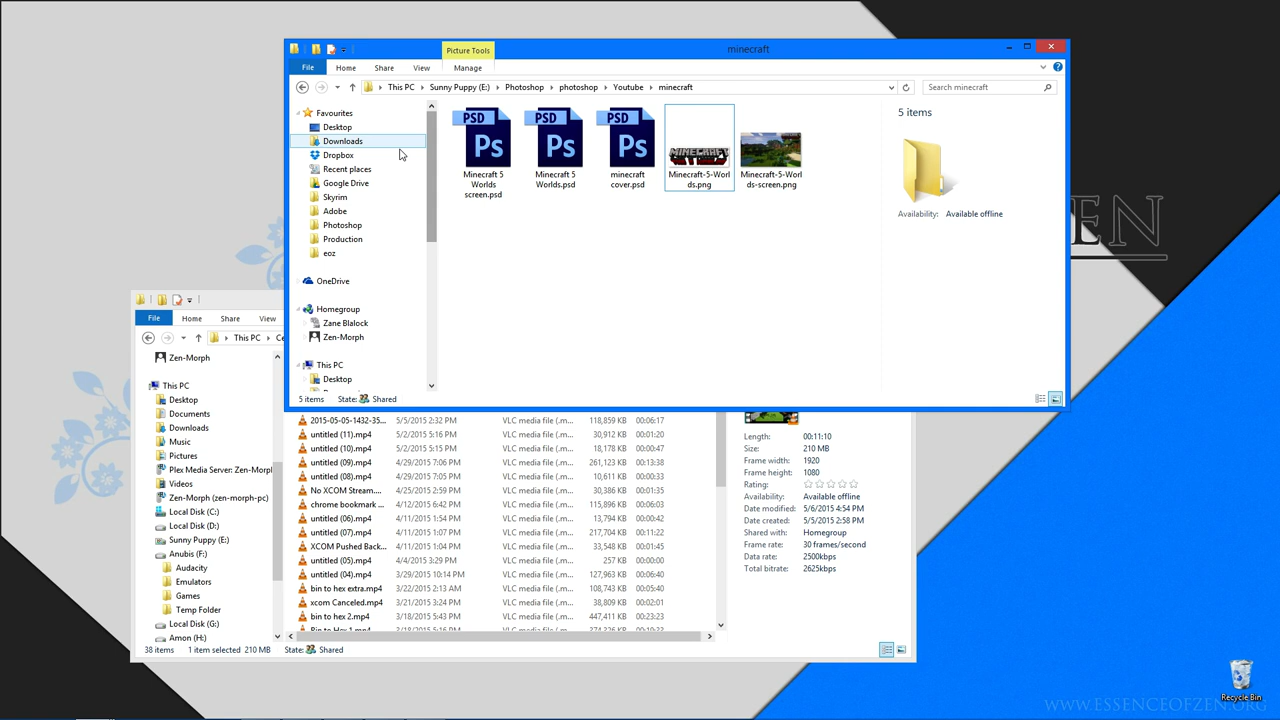 Picture Tools
minecraft
File Home Share View Manage
This PC Sunny Puppy (E:) Photoshop photoshop Youtube minecraft
Search minecraft
Favourites
Desktop
Downloads
Dropbox
Recent places
Google Drive
Skyrim
Adobe
Photoshop
Production
eoz
OneDrive
Homegroup
Zane Blalock
Zen-Morph
This PC
Desktop
PSD PSD PSD
Ps Ps Ps
MINECRAFT
Minecraft 5 Worlds screen.psd
Minecraft 5 Worlds.psd
minecraft cover.psd
Minecraft-5-Worl
ds.png
Minecraft-5-Worl
ds-screen.png
5 items
Availability: Available offline
5 items State: Shared
EN
File Home Share View
This PC Ce
Zen-Morph
This PC
Desktop
Documents
Downloads
Music
Pictures
Plex Media Server: Zen-Morpl
Videos
Zen-Morph (zen-morph-pc)
Local Disk (C:)
Local Disk (D:)
Sunny Puppy (E:)
Anubis (F:)
Audacity
Emulators
Games
Temp Folder
Local Disk (G:)
Amon (H:)
2015-05-05-1432-35... 5/5/2015 2:32 PM VLC media file (.m... 118,859 KB 00:06:17
untitled (11).mp4 5/2/2015 5:16 PM VLC media file (.m... 30,912 KB 00:01:20
untitled (10).mp4 5/2/2015 5:15 PM VLC media file (.m... 18,178 KB 00:00:47
untitled (09).mp4 4/29/2015 7:06 PM VLC media file (.m... 261,123 KB 00:13:38
untitled (08).mp4 4/29/2015 7:05 PM VLC media file (.m... 10,611 KB 00:00:33
No XCOM Stream.... 4/25/2015 2:59 PM VLC media file (.m... 30,386 KB 00:01:35
chrome bookmark ... 4/12/2015 6:42 PM VLC media file (.m... 115,896 KB 00:06:03
untitled (06).mp4 4/11/2015 1:54 PM VLC media file (.m... 13,794 KB 00:00:42
untitled (07).mp4 4/11/2015 1:07 PM VLC media file (.m... 217,704 KB 00:11:22
XCOM Pushed Back... 4/11/2015 1:04 PM VLC media file (.m... 33,548 KB 00:01:45
untitled (05).mp4 4/4/2015 3:29 PM VLC media file (.m... 257 KB 00:00:00
untitled (04).mp4 3/29/2015 10:14 PM VLC media file (.m... 127,963 KB 00:06:40
bin to hex extra.mp4 3/22/2015 2:13 AM VLC media file (.m... 108,743 KB 00:05:40
xcom Canceled.mp4 3/21/2015 3:24 PM VLC media file (.m... 38,809 KB 00:02:01
bin to hex 2.mp4 3/18/2015 5:43 PM VLC media file (.m... 447,411 KB 00:23:23
Length: 00:11:10
Size: 210 MB
Frame width: 1920
Frame height: 1080
Rating:
Availability: Available offline
Date modified: 5/6/2015 4:54 PM
Date created: 5/5/2015 2:58 PM
Shared with: Homegroup
Frame rate: 30 frames/second
Data rate: 2500kbps
Total bitrate: 2625kbps
38 items 1 item selected 210 MB State: Shared
Recycle Bin
WWW.ESSENCEOFZEN.ORG